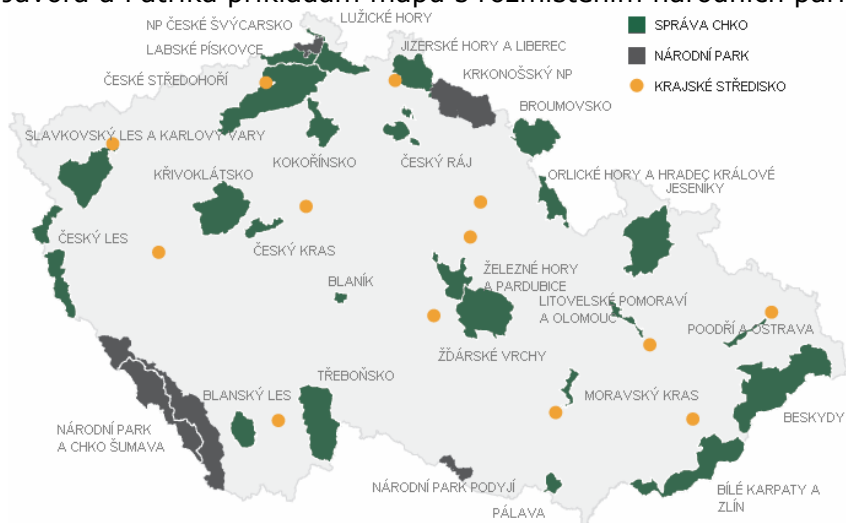 NP ČESKÉ ŠVÝCARSKO
LUŽICKÉ HORY
LABSKÉ PÍSKOVCE
JIZERSKÉ HORY A LIBEREC
ČESKÉ STŘEDOHOŘÍ
KRKONOŠSKÝ NP
SPRÁVA CHKO
NÁRODNÍ PARK
KRAJSKÉ STŘEDISKO
BROUMOVSKO
SLAVKOVSKÝ LES A KARLOVY VARY
KOKOŘÍNSKO
ČESKÝ RÁJ
KŘIVOKLÁTSKO
ORLICKÉ HORY A HRADEC KRÁLOVÉ
JESENÍKY
ČESKÝ LES
ČESKÝ KRAS
BLANÍK
ŽELEZNÉ HORY
A PARDUBICE
LITOVELSKÉ POMORAVÍ
A OLOMOUC
POODŘÍ A OSTRAVA
ŽĎÁRSKÉ VRCHY
TŘEBOŇSKO
BLANSKÝ LES
MORAVSKÝ KRAS
BESKYDY
NÁRODNÍ PARK
A CHKO ŠUMAVA
NÁRODNÍ PARK PODYJÍ
PÁLAVA
BÍLÉ KARPATY A
ZLÍN